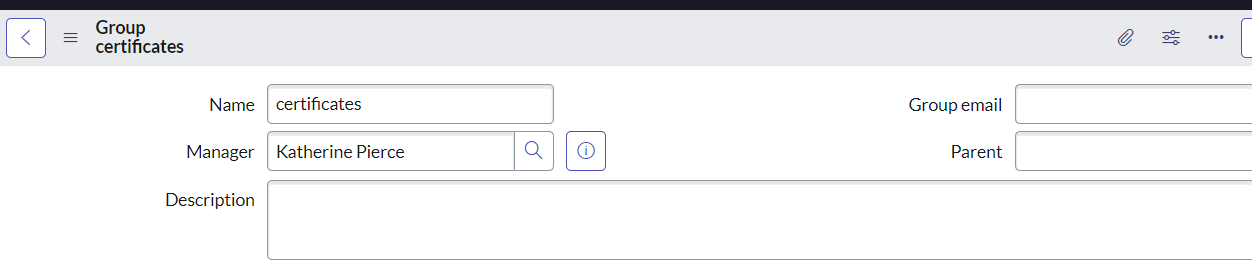 Group
certificates
Name certificates
Group email
Manager Katherine Pierce
Parent
Description